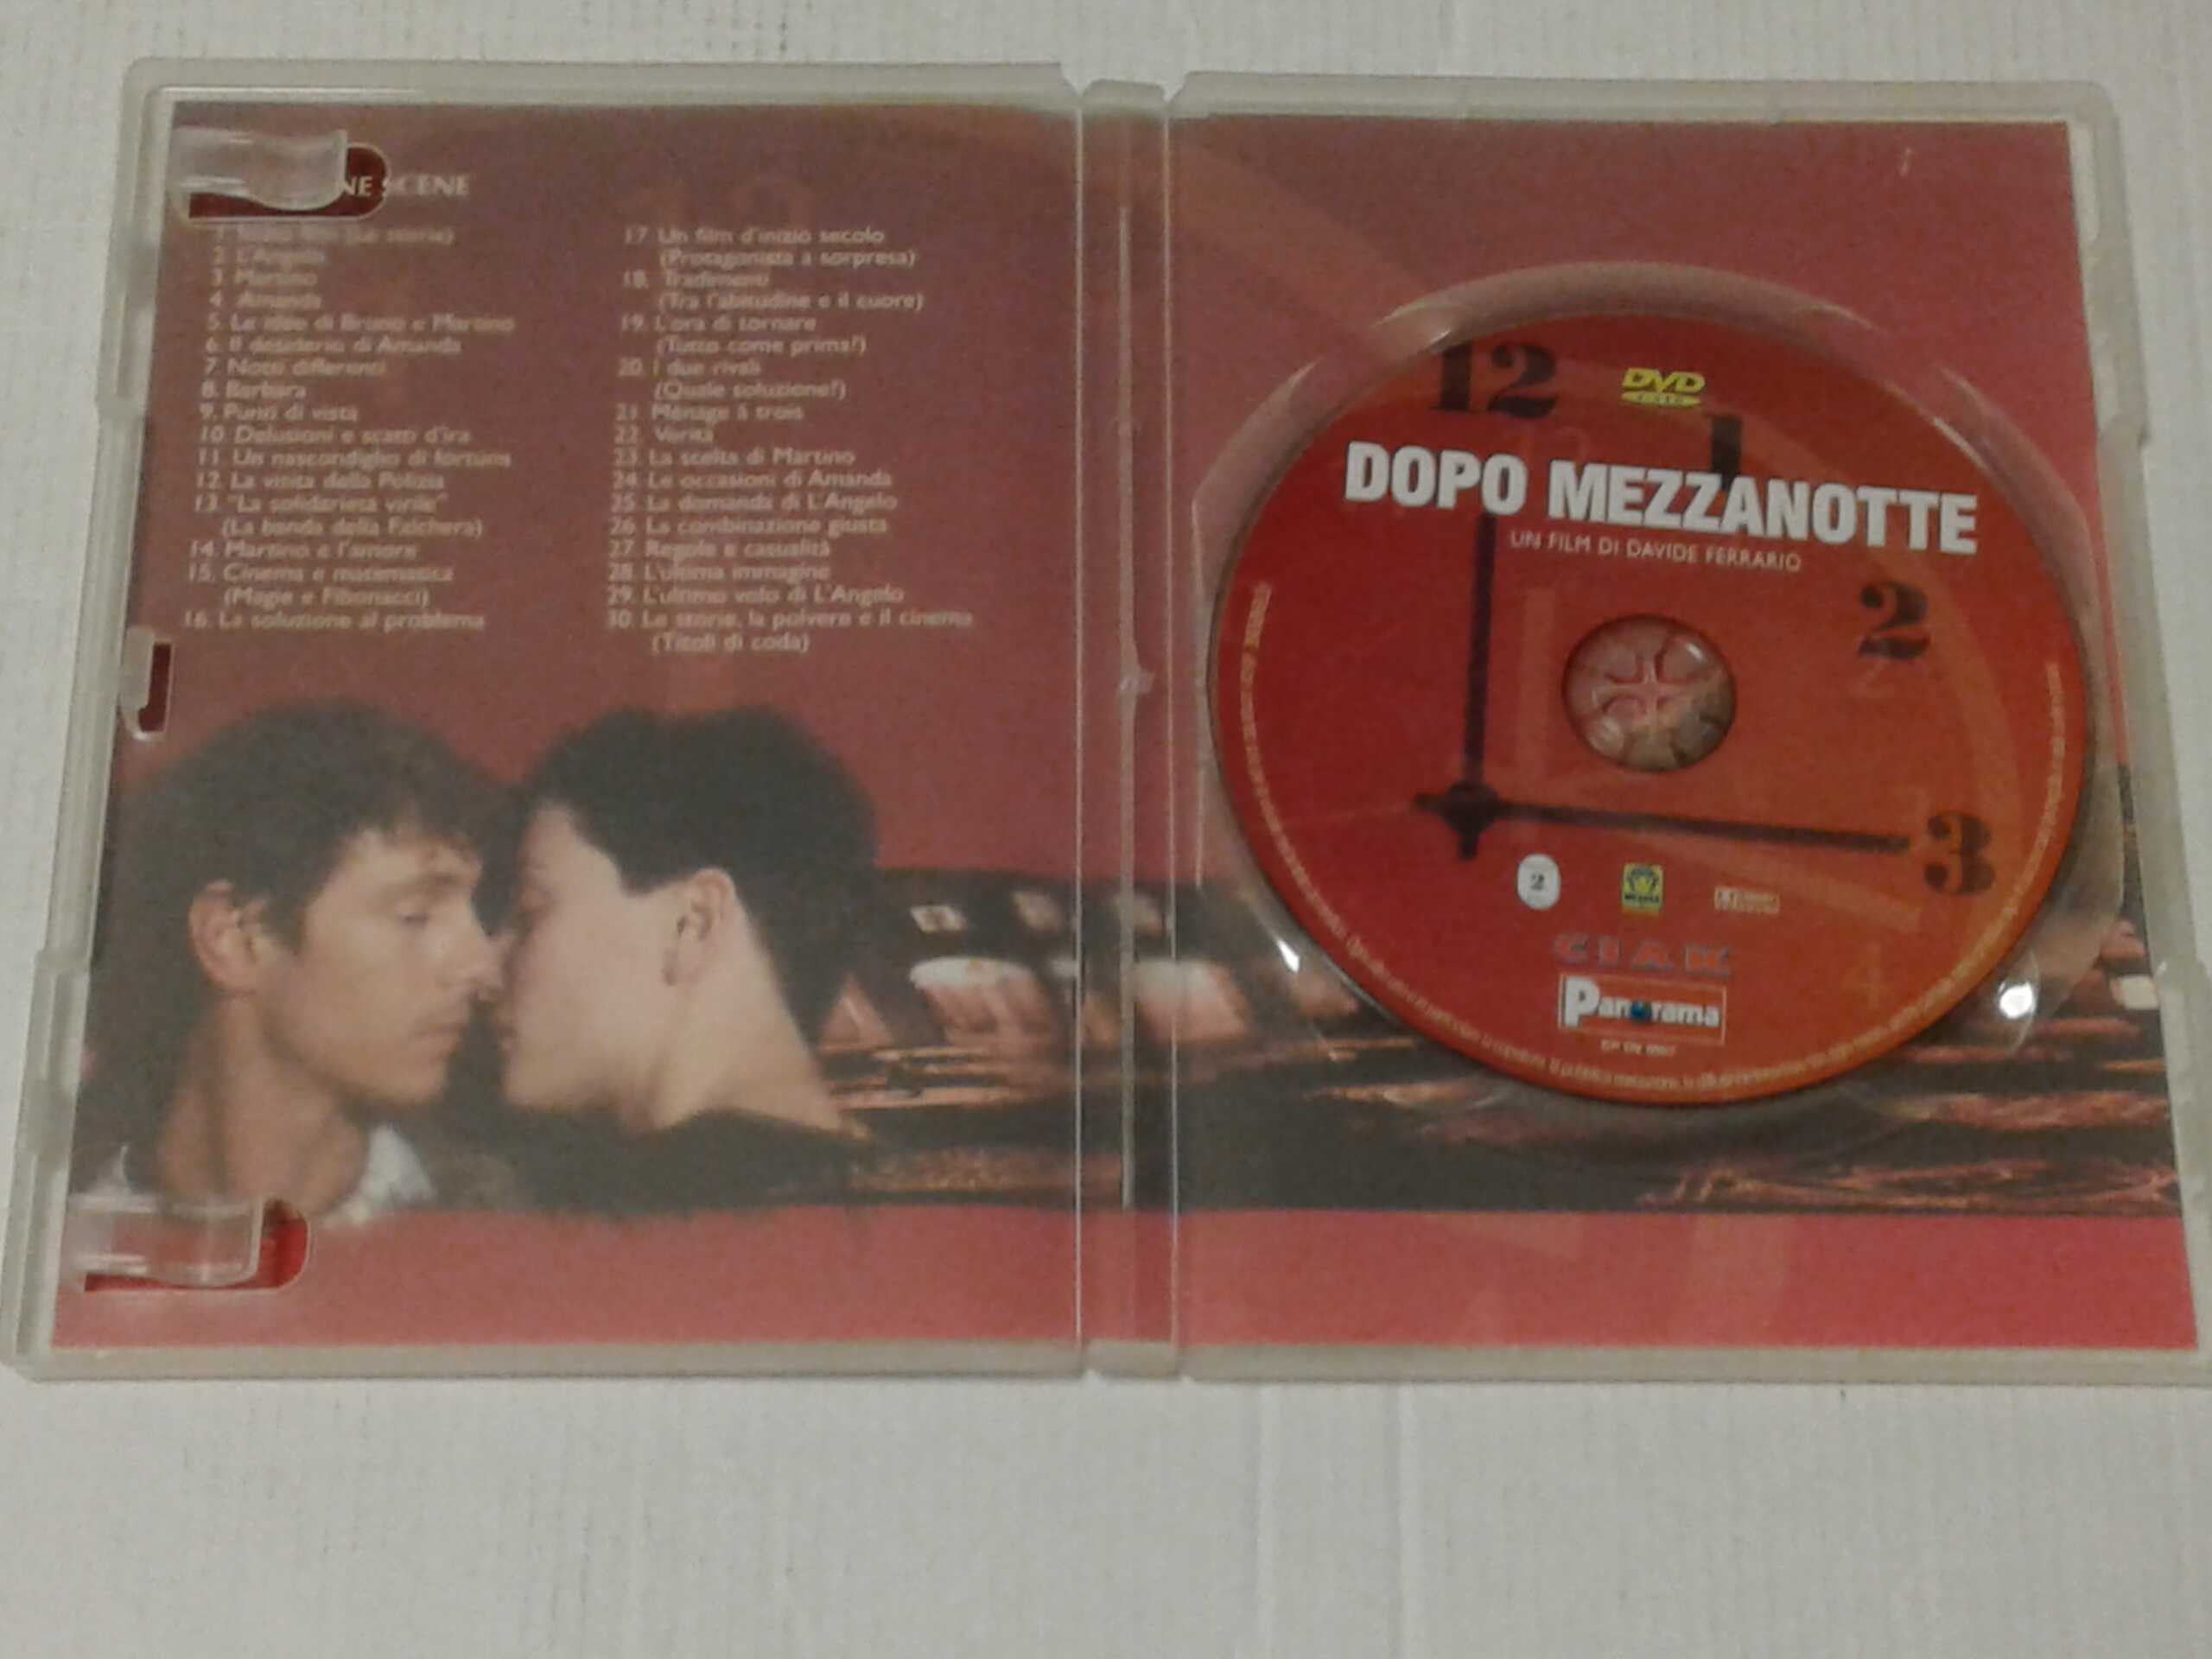 NE SCENE
2. L'Angelo
3. Martino
4. Amanda
5. Le idee di Bruno e Martino
6. Il desiderio di Amanda
7. Notti differenti
8. Barbara
9. Punti di vista
10. Delusioni e scatti d'ira
11. Un nascondiglio di fortuna
12. La visita della Polizia
13. "La solidarietà virile"
(La banda della Falchera)
14. Martino e l'amore
15. Cinema e matematica
(Magie e Fibonacci)
16. La soluzione al problema
17. Un film d'inizio secolo
(Protagonista a sorpresa)
18. Tradimenti
(Tra l'abitudine e il cuore)
19. L'ora di tornare
(Tutto come prima?)
20. I due rivali
(Quale soluzione?)
21. Ménage à trois
22. Verità
23. La scelta di Martino
24. Le occasioni di Amanda
25. La domanda di L'Angelo
26. La combinazione giusta
27. Regole e casualità
28. L'ultima immagine
29. L'ultimo volo di L'Angelo
30. Le storie, la polvere e il cinema
(Titoli di coda)
12
DVD
1
DOPO MEZZANOTTE
UN FILM DI DAVIDE FERRARIO
2
3
2
4
CIAK
Panorama